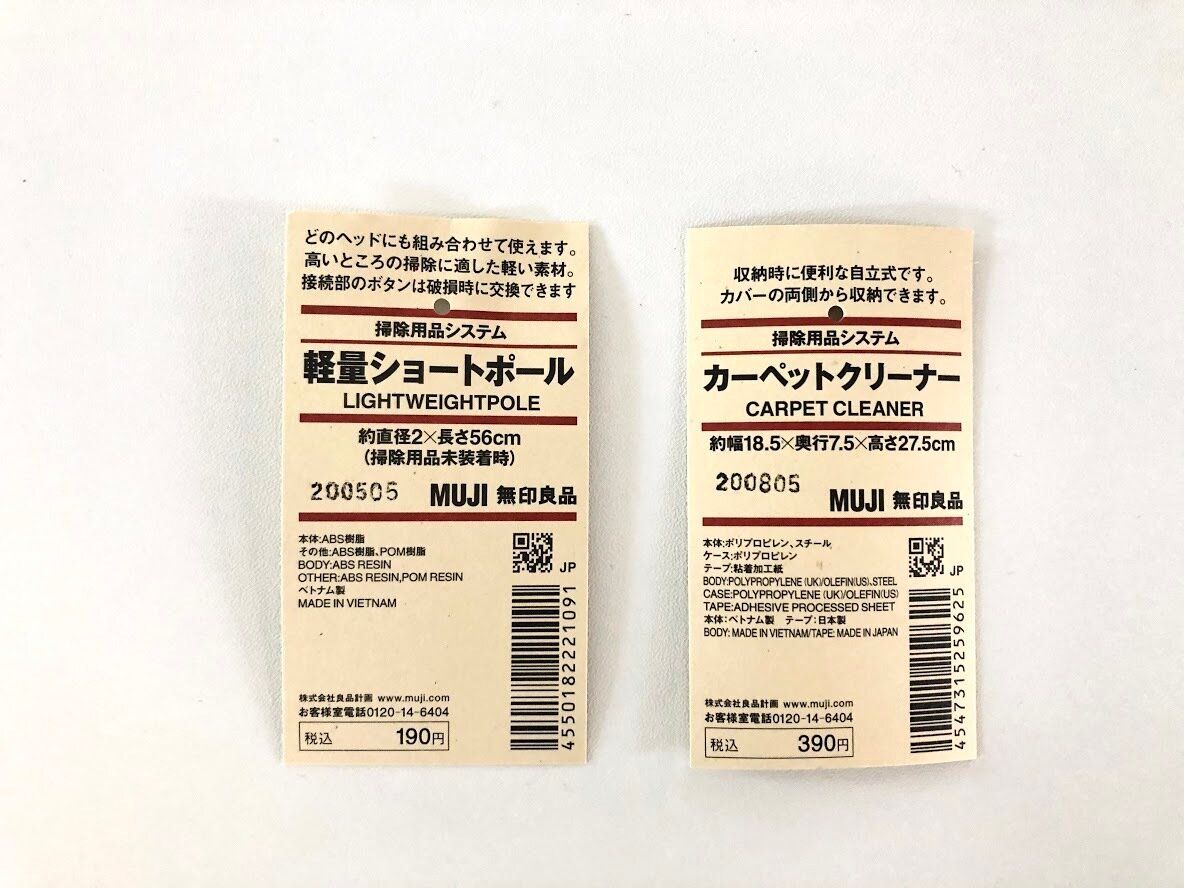 どのヘッドにも組み合わせて使えます。
高いところの掃除に適した軽い素材。
接続部のボタンは破損時に交換できます
掃除用品システム
軽量ショートポール
LIGHTWEIGHTPOLE
約直径2×長さ56cm
(掃除用品未装着時)
200505
MUJI 無印良品
本体:ABS樹脂
その他:ABS樹脂、POM樹脂
BODY:ABS RESIN
OTHER:ABS RESIN,POM RESIN
ベトナム製
MADE IN VIETNAM
JP
4550182221091
株式会社良品計画 www.muji.com
お客様室電話0120-14-6404
税込 190円
収納時に便利な自立式です。
カバーの両側から収納できます。
掃除用品システム
カーペットクリーナー
CARPET CLEANER
約幅18.5×奥行7.5×高さ27.5cm
200805
MUJI 無印良品
本体:ポリプロピレン、スチール
ケース:ポリプロピレン
テープ:粘着加工紙
BODY:POLYPROPYLENE (UK)/OLEFIN(US)、STEEL
CASE:POLYPROPYLENE (UK)/OLEFIN(US)
TAPE:ADHESIVE PROCESSED SHEET
本体:ベトナム製　テープ:日本製
BODY: MADE IN VIETNAM/TAPE: MADE IN JAPAN
JP
4547315259625
株式会社良品計画 www.muji.com
お客様室電話0120-14-6404
税込 390円